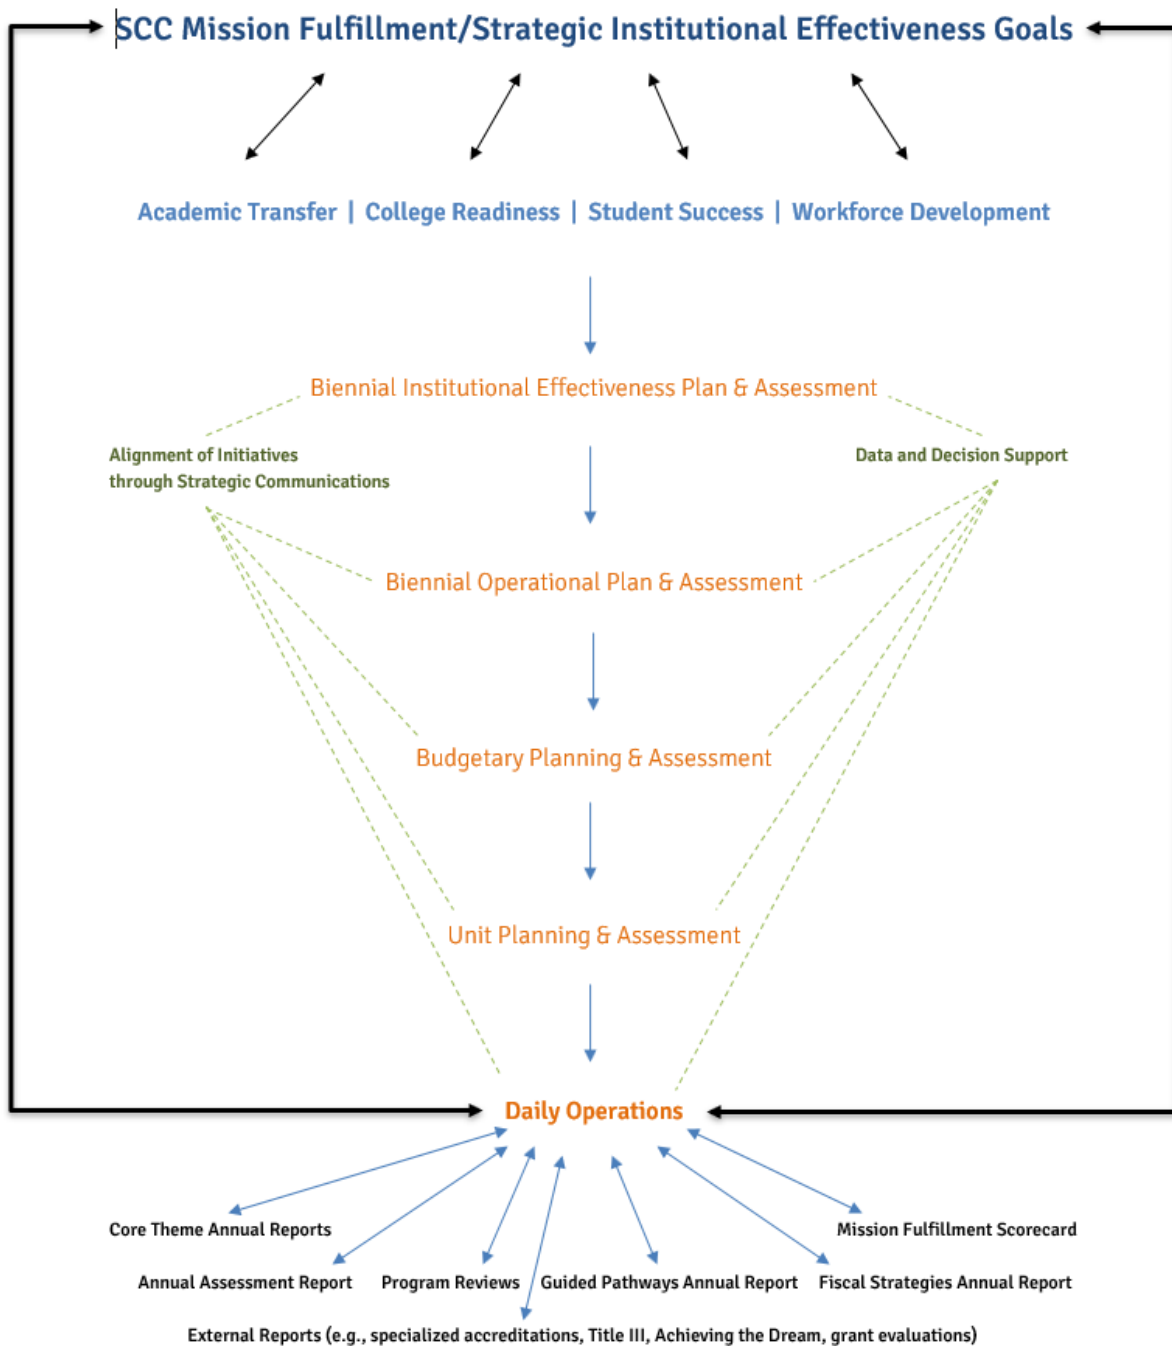 SCC Mission Fulfillment/Strategic Institutional Effectiveness Goals
Academic Transfer | College Readiness | Student Success | Workforce Development
Biennial Institutional Effectiveness Plan & Assessment
Alignment of Initiatives
through Strategic Communications
Data and Decision Support
Biennial Operational Plan & Assessment
Budgetary Planning & Assessment
Unit Planning & Assessment
Daily Operations
Core Theme Annual Reports
Mission Fulfillment Scorecard
Annual Assessment Report
Program Reviews
Guided Pathways Annual Report
Fiscal Strategies Annual Report
External Reports (e.g., specialized accreditations, Title III, Achieving the Dream, grant evaluations)